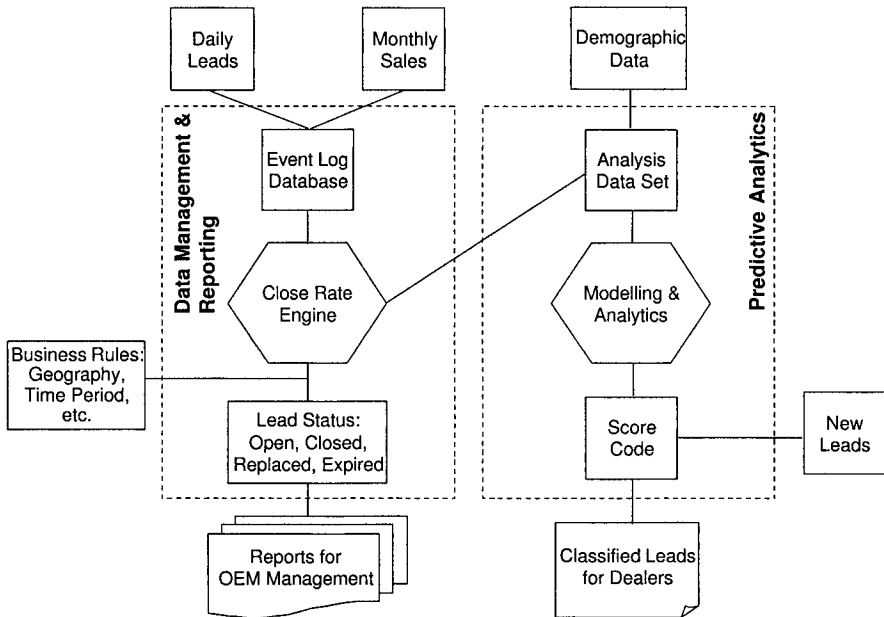 Daily
Leads
Monthly
Sales
Demographic
Data
Data Management &
Reporting
Event Log
Database
Analysis
Data Set
Predictive Analytics
Close Rate
Engine
Modelling &
Analytics
Business Rules:
Geography,
Time Period,
etc.
Lead Status:
Open, Closed,
Replaced, Expired
Score
Code
New
Leads
Reports for
OEM Management
Classified Leads
for Dealers